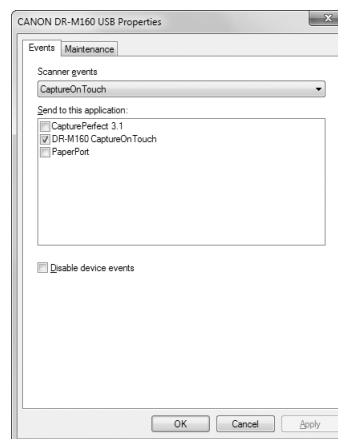 CANON DR-M160 USB Properties
x
Events Maintenance
Scanner events
CaptureOnTouch
Send to this application:
CapturePerfect 3.1
DR-M160 CaptureOnTouch
PaperPort
Disable device events
OK Cancel Apply